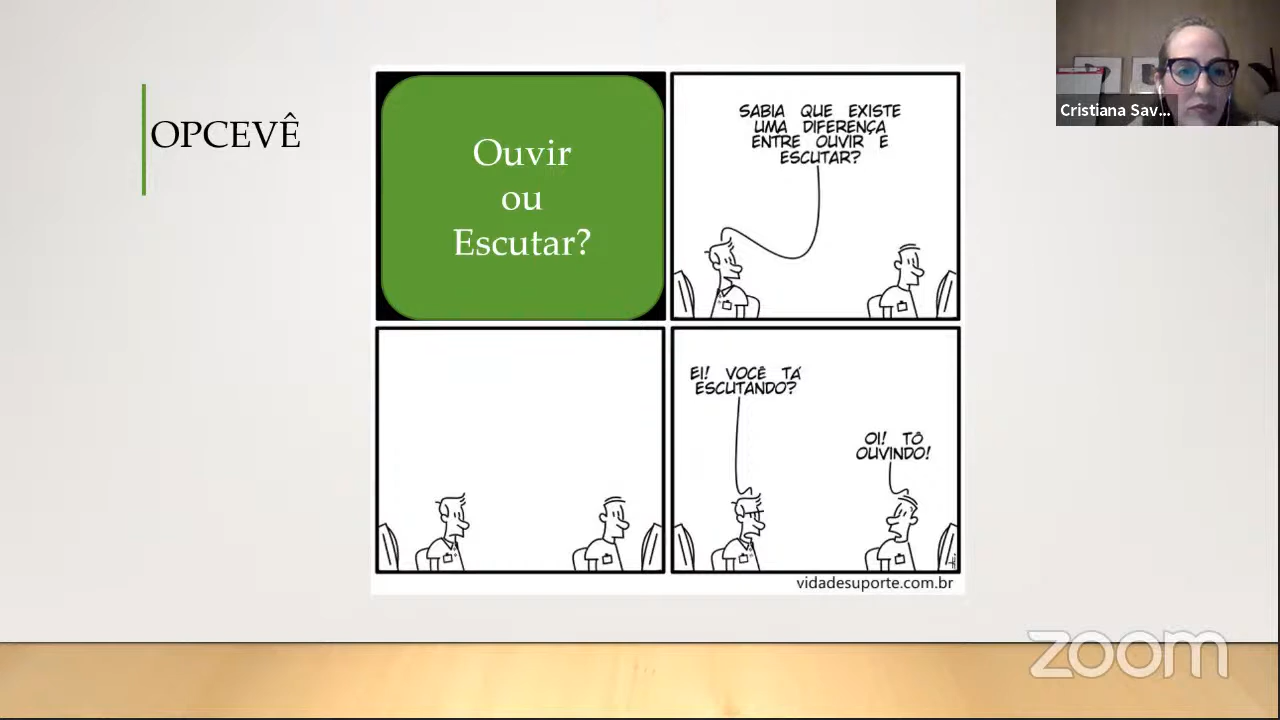 OPCEVÊ
Ouvir
ou
Escutar?
SABIA QUE EXISTE
UMA DIFERENÇA
ENTRE OUVIR E
ESCUTAR?
EI! VOCÊ TÁ
ESCUTANDO?
OI! TÔ
OUVINDO!
vidadesuporte.com.br
Cristiana Sav...
zoom